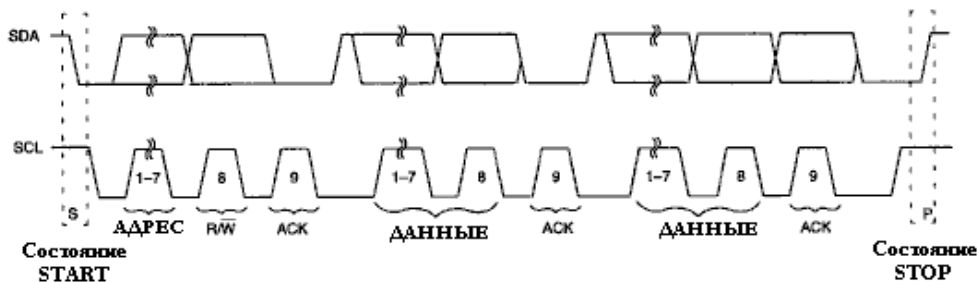 SDA
SCL
1–7 8 9 1–7 8 9 1–7 8 9
S P
АДРЕС R/W̅ ACK ДАННЫЕ ACK ДАННЫЕ ACK
Состояние Состояние
START STOP